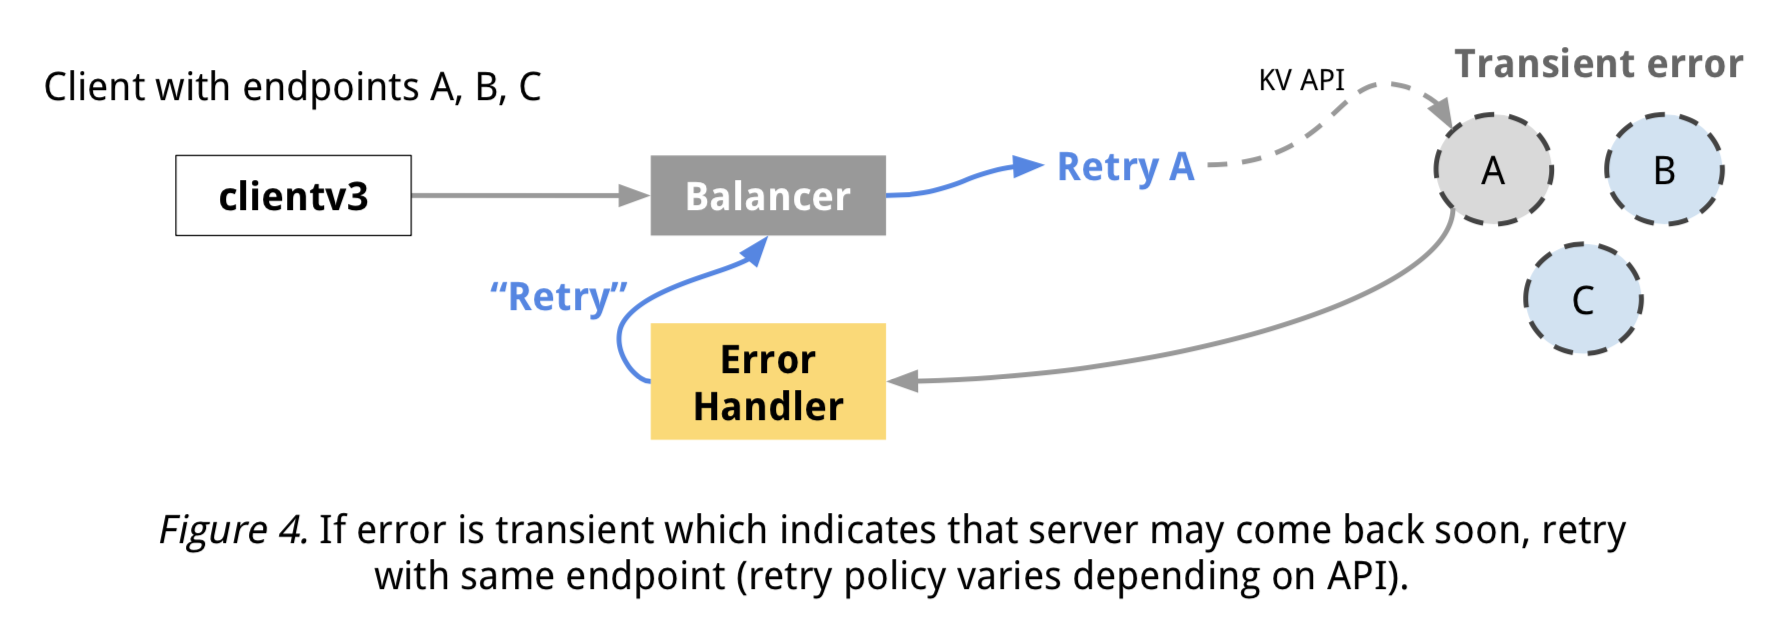 Client with endpoints A, B, C
KV API
Transient error
clientv3
Balancer
Retry A
A
B
C
“Retry”
Error
Handler
Figure 4. If error is transient which indicates that server may come back soon, retry
with same endpoint (retry policy varies depending on API).